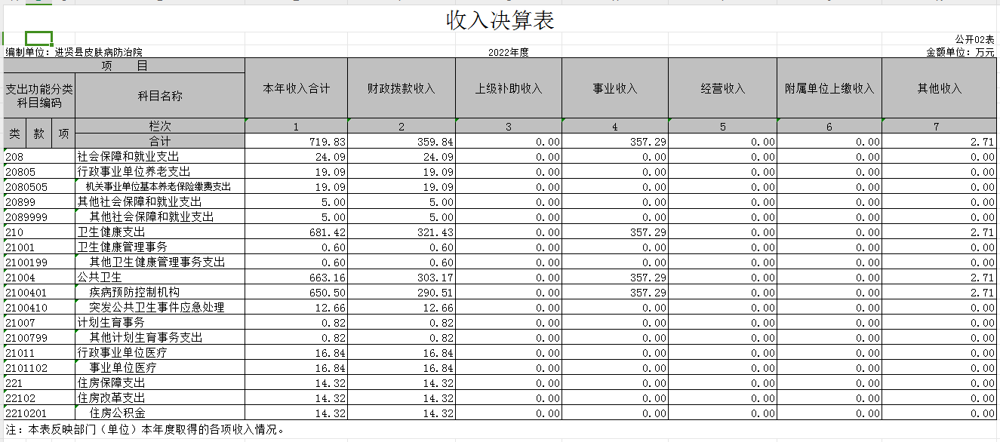 收入决算表
公开02表
编制单位：进贤县皮肤病防治院 2022年度 金额单位：万元
项 目 本年收入合计 财政拨款收入 上级补助收入 事业收入 经营收入 附属单位上缴收入 其他收入
支出功能分类科目编码 科目名称
类 款 项 栏次 1 2 3 4 5 6 7
合计 719.83 359.84 0.00 357.29 0.00 0.00 2.71
208 社会保障和就业支出 24.09 24.09 0.00 0.00 0.00 0.00 0.00
20805 行政事业单位养老支出 19.09 19.09 0.00 0.00 0.00 0.00 0.00
2080505 机关事业单位基本养老保险缴费支出 19.09 19.09 0.00 0.00 0.00 0.00 0.00
20899 其他社会保障和就业支出 5.00 5.00 0.00 0.00 0.00 0.00 0.00
2089999 其他社会保障和就业支出 5.00 5.00 0.00 0.00 0.00 0.00 0.00
210 卫生健康支出 681.42 321.43 0.00 357.29 0.00 0.00 2.71
21001 卫生健康管理事务 0.60 0.60 0.00 0.00 0.00 0.00 0.00
2100199 其他卫生健康管理事务支出 0.60 0.60 0.00 0.00 0.00 0.00 0.00
21004 公共卫生 663.16 303.17 0.00 357.29 0.00 0.00 2.71
2100401 疾病预防控制机构 650.50 290.51 0.00 357.29 0.00 0.00 2.71
2100410 突发公共卫生事件应急处理 12.66 12.66 0.00 0.00 0.00 0.00 0.00
21007 计划生育事务 0.82 0.82 0.00 0.00 0.00 0.00 0.00
2100799 其他计划生育事务支出 0.82 0.82 0.00 0.00 0.00 0.00 0.00
21011 行政事业单位医疗 16.84 16.84 0.00 0.00 0.00 0.00 0.00
2101102 事业单位医疗 16.84 16.84 0.00 0.00 0.00 0.00 0.00
221 住房保障支出 14.32 14.32 0.00 0.00 0.00 0.00 0.00
22102 住房改革支出 14.32 14.32 0.00 0.00 0.00 0.00 0.00
2210201 住房公积金 14.32 14.32 0.00 0.00 0.00 0.00 0.00
注：本表反映部门（单位）本年度取得的各项收入情况。